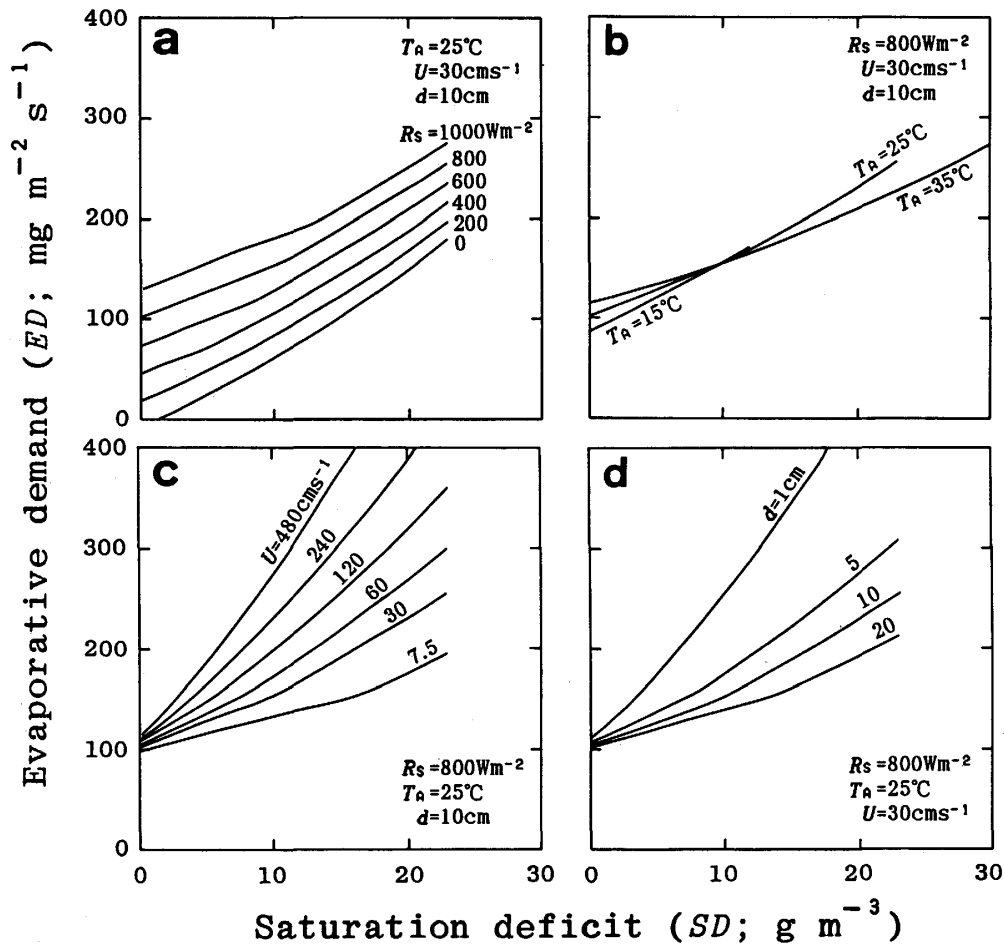 Evaporative demand (ED; mg m⁻² s⁻¹)
400
300
200
100
0
a
TA=25℃
U=30cms⁻¹
d=10cm
Rs=1000Wm⁻²
800
600
400
200
0
b
Rs=800Wm⁻²
U=30cms⁻¹
d=10cm
TA=25℃
TA=35℃
TA=15℃
400
300
200
100
0
c
U=480cms⁻¹
240
120
60
30
7.5
Rs=800Wm⁻²
TA=25℃
d=10cm
d
d=1cm
5
10
20
Rs=800Wm⁻²
TA=25℃
U=30cms⁻¹
0 10 20 30 0 10 20 30
Saturation deficit (SD; g m⁻³)